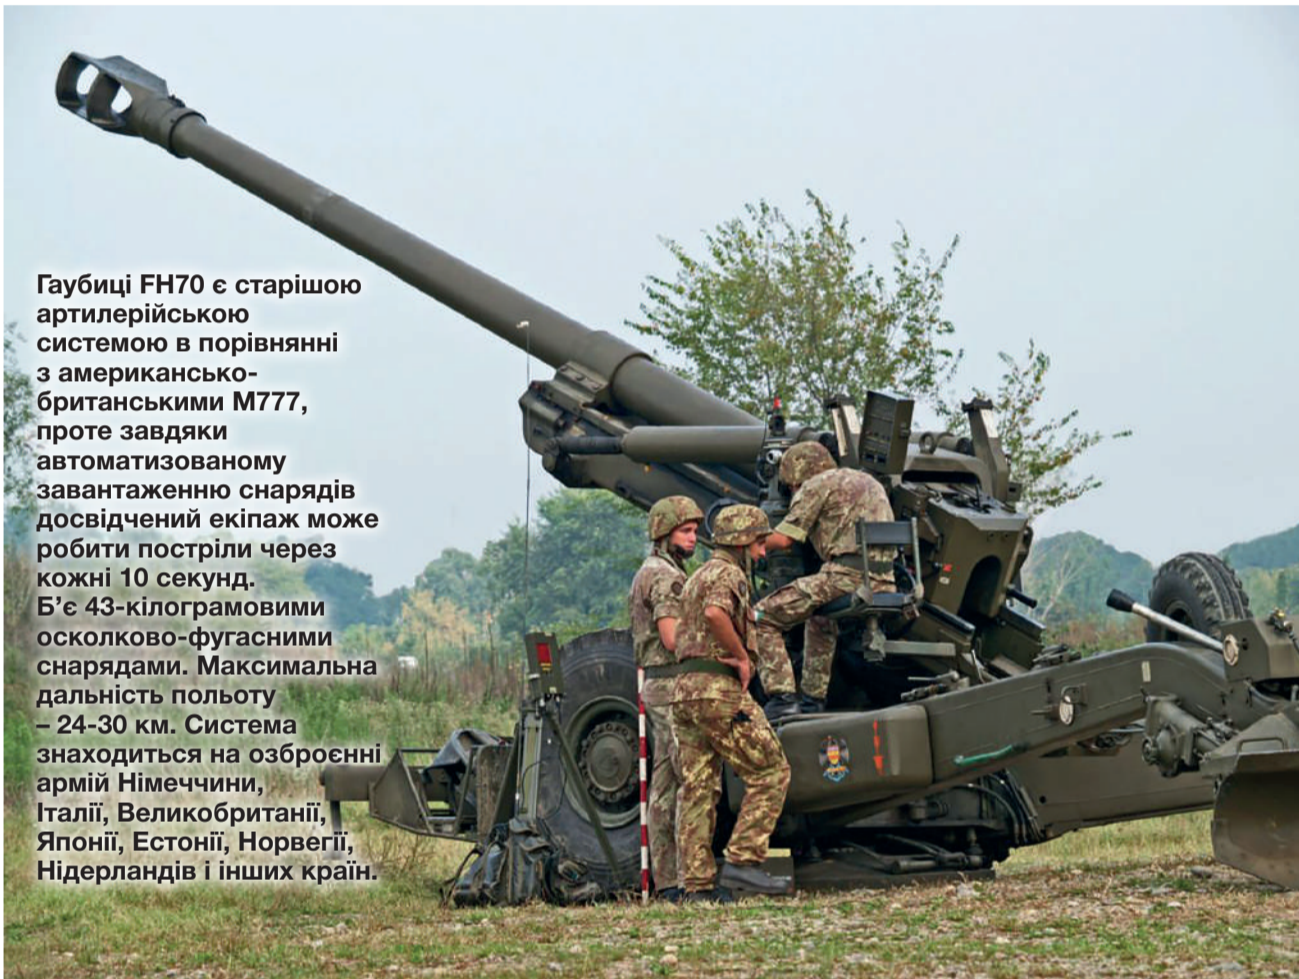 Гаубиці FH70 є старішою
артилерійською
системою в порівнянні
з американсько-
британськими М777,
проте завдяки
автоматизованому
завантаженню снарядів
досвідчений екіпаж може
робити постріли через
кожні 10 секунд.
Б’є 43-кілограмовими
осколково-фугасними
снарядами. Максимальна
дальність польоту
– 24-30 км. Система
знаходиться на озброєнні
армій Німеччини,
Італії, Великобританії,
Японії, Естонії, Норвегії,
Нідерландів і інших країн.